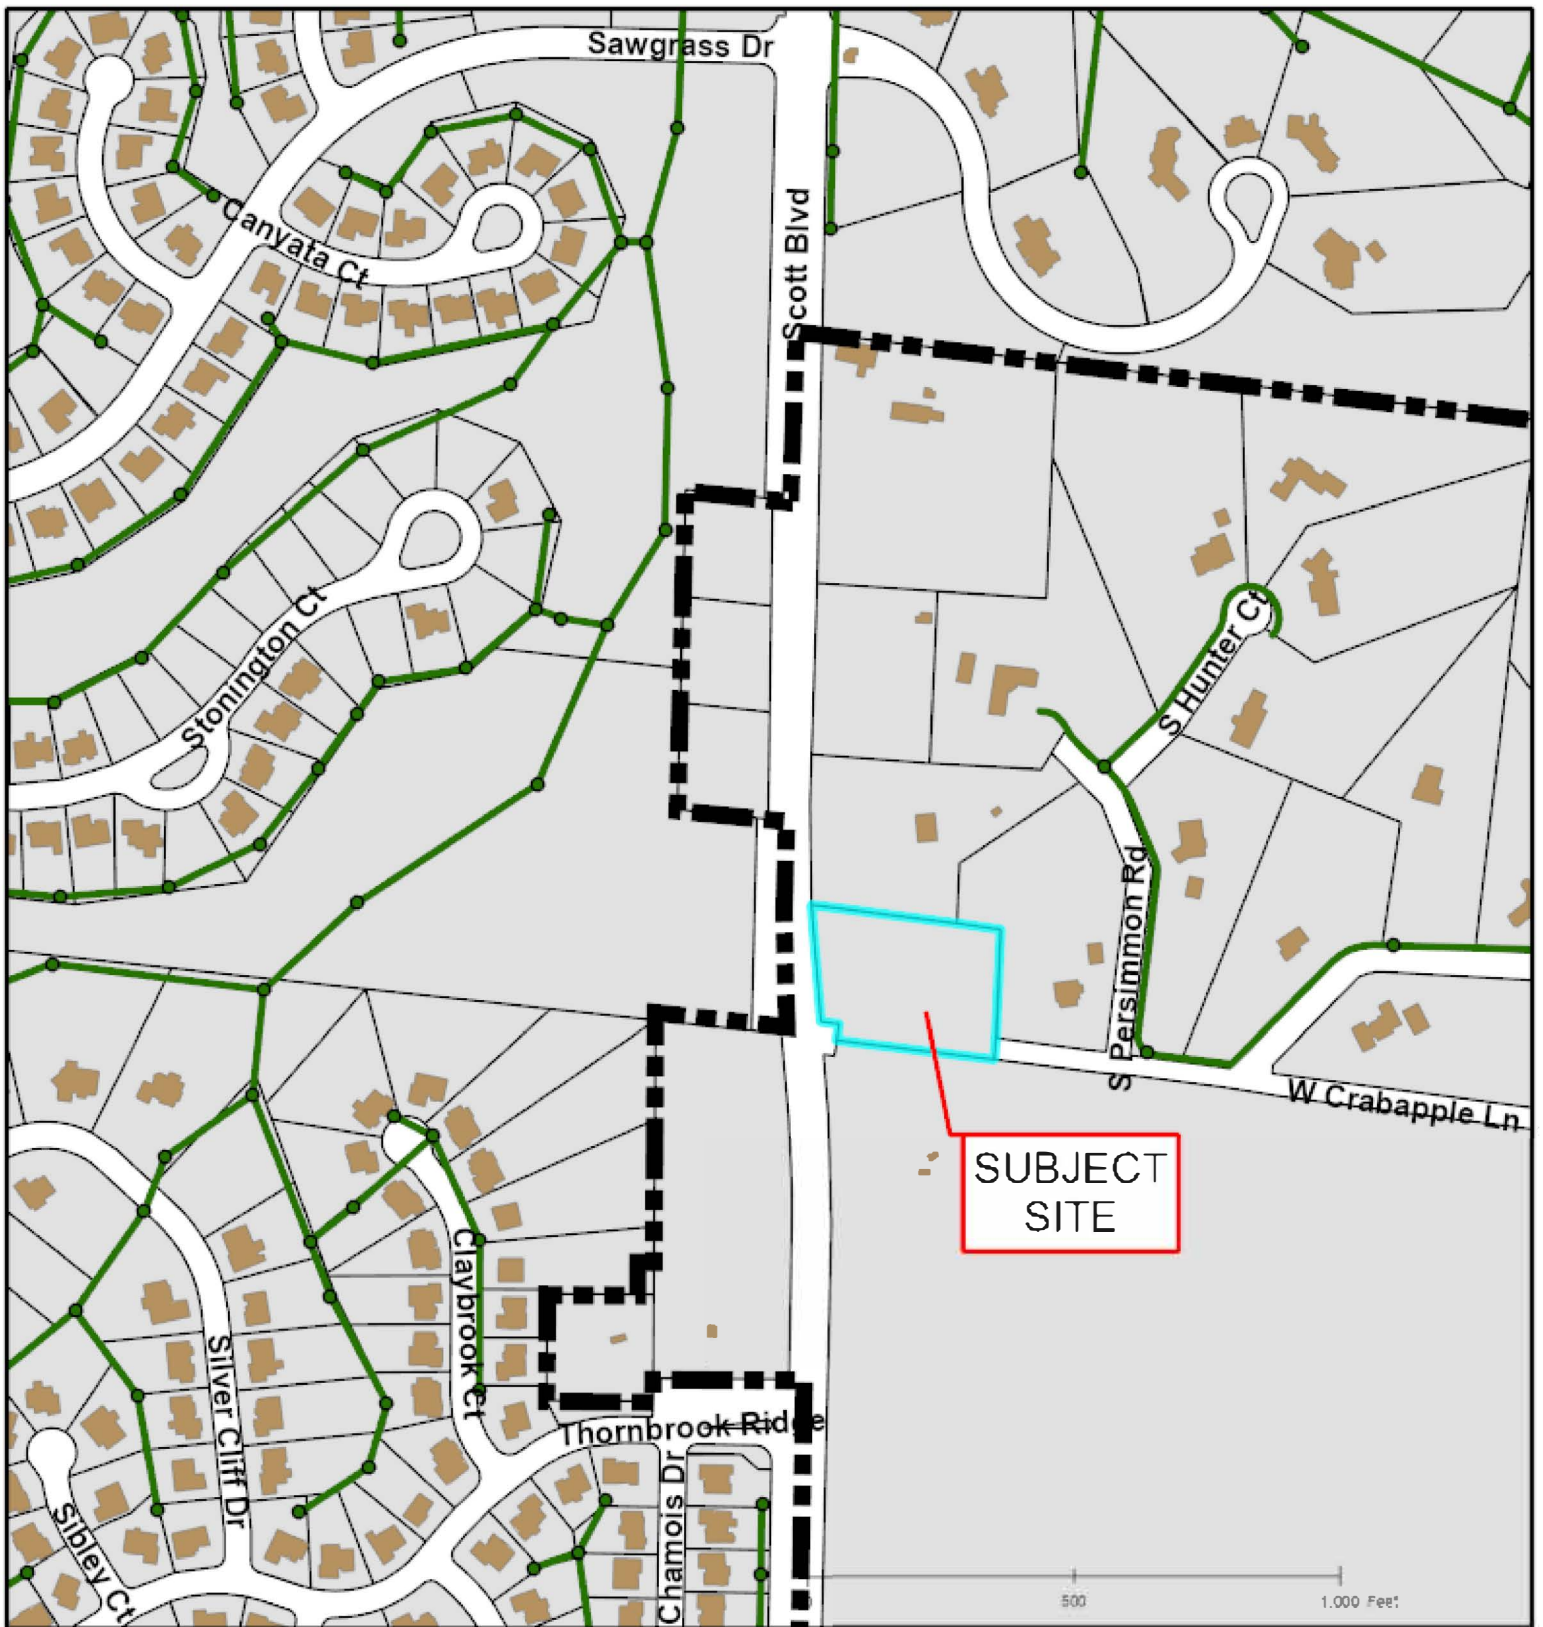 Sawgrass Dr
Canyata Ct
Scott Blvd
Stonington Ct
S Hunter Ct
S Persimmon Rd
W Crabapple Ln
SUBJECT
SITE
Claybrook Ct
Silver Cliff Dr
Thornbrook Ridge
Chamois Dr
Sibley Ct
500
1.000 Feet